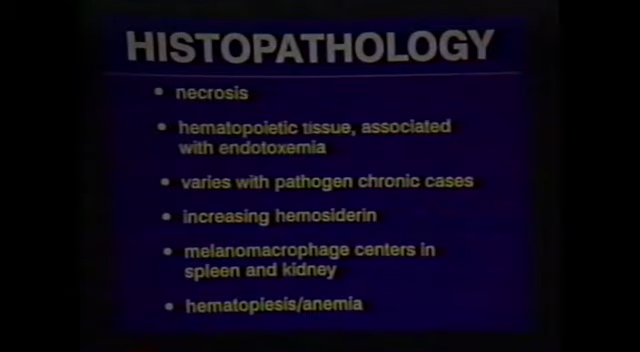 HISTOPATHOLOGY
• necrosis
• hematopoietic tissue, associated
with endotoxemia
• varies with pathogen chronic cases
• increasing hemosiderin
• melanomacrophage centers in
spleen and kidney
• hematopiesis/anemia